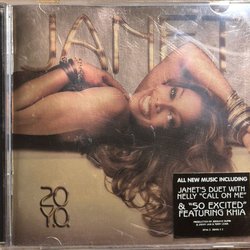 JANET
20
Y.O.
ALL NEW MUSIC INCLUDING
JANET'S DUET WITH
NELLY "CALL ON ME"
& "SO EXCITED"
FEATURING KHIA